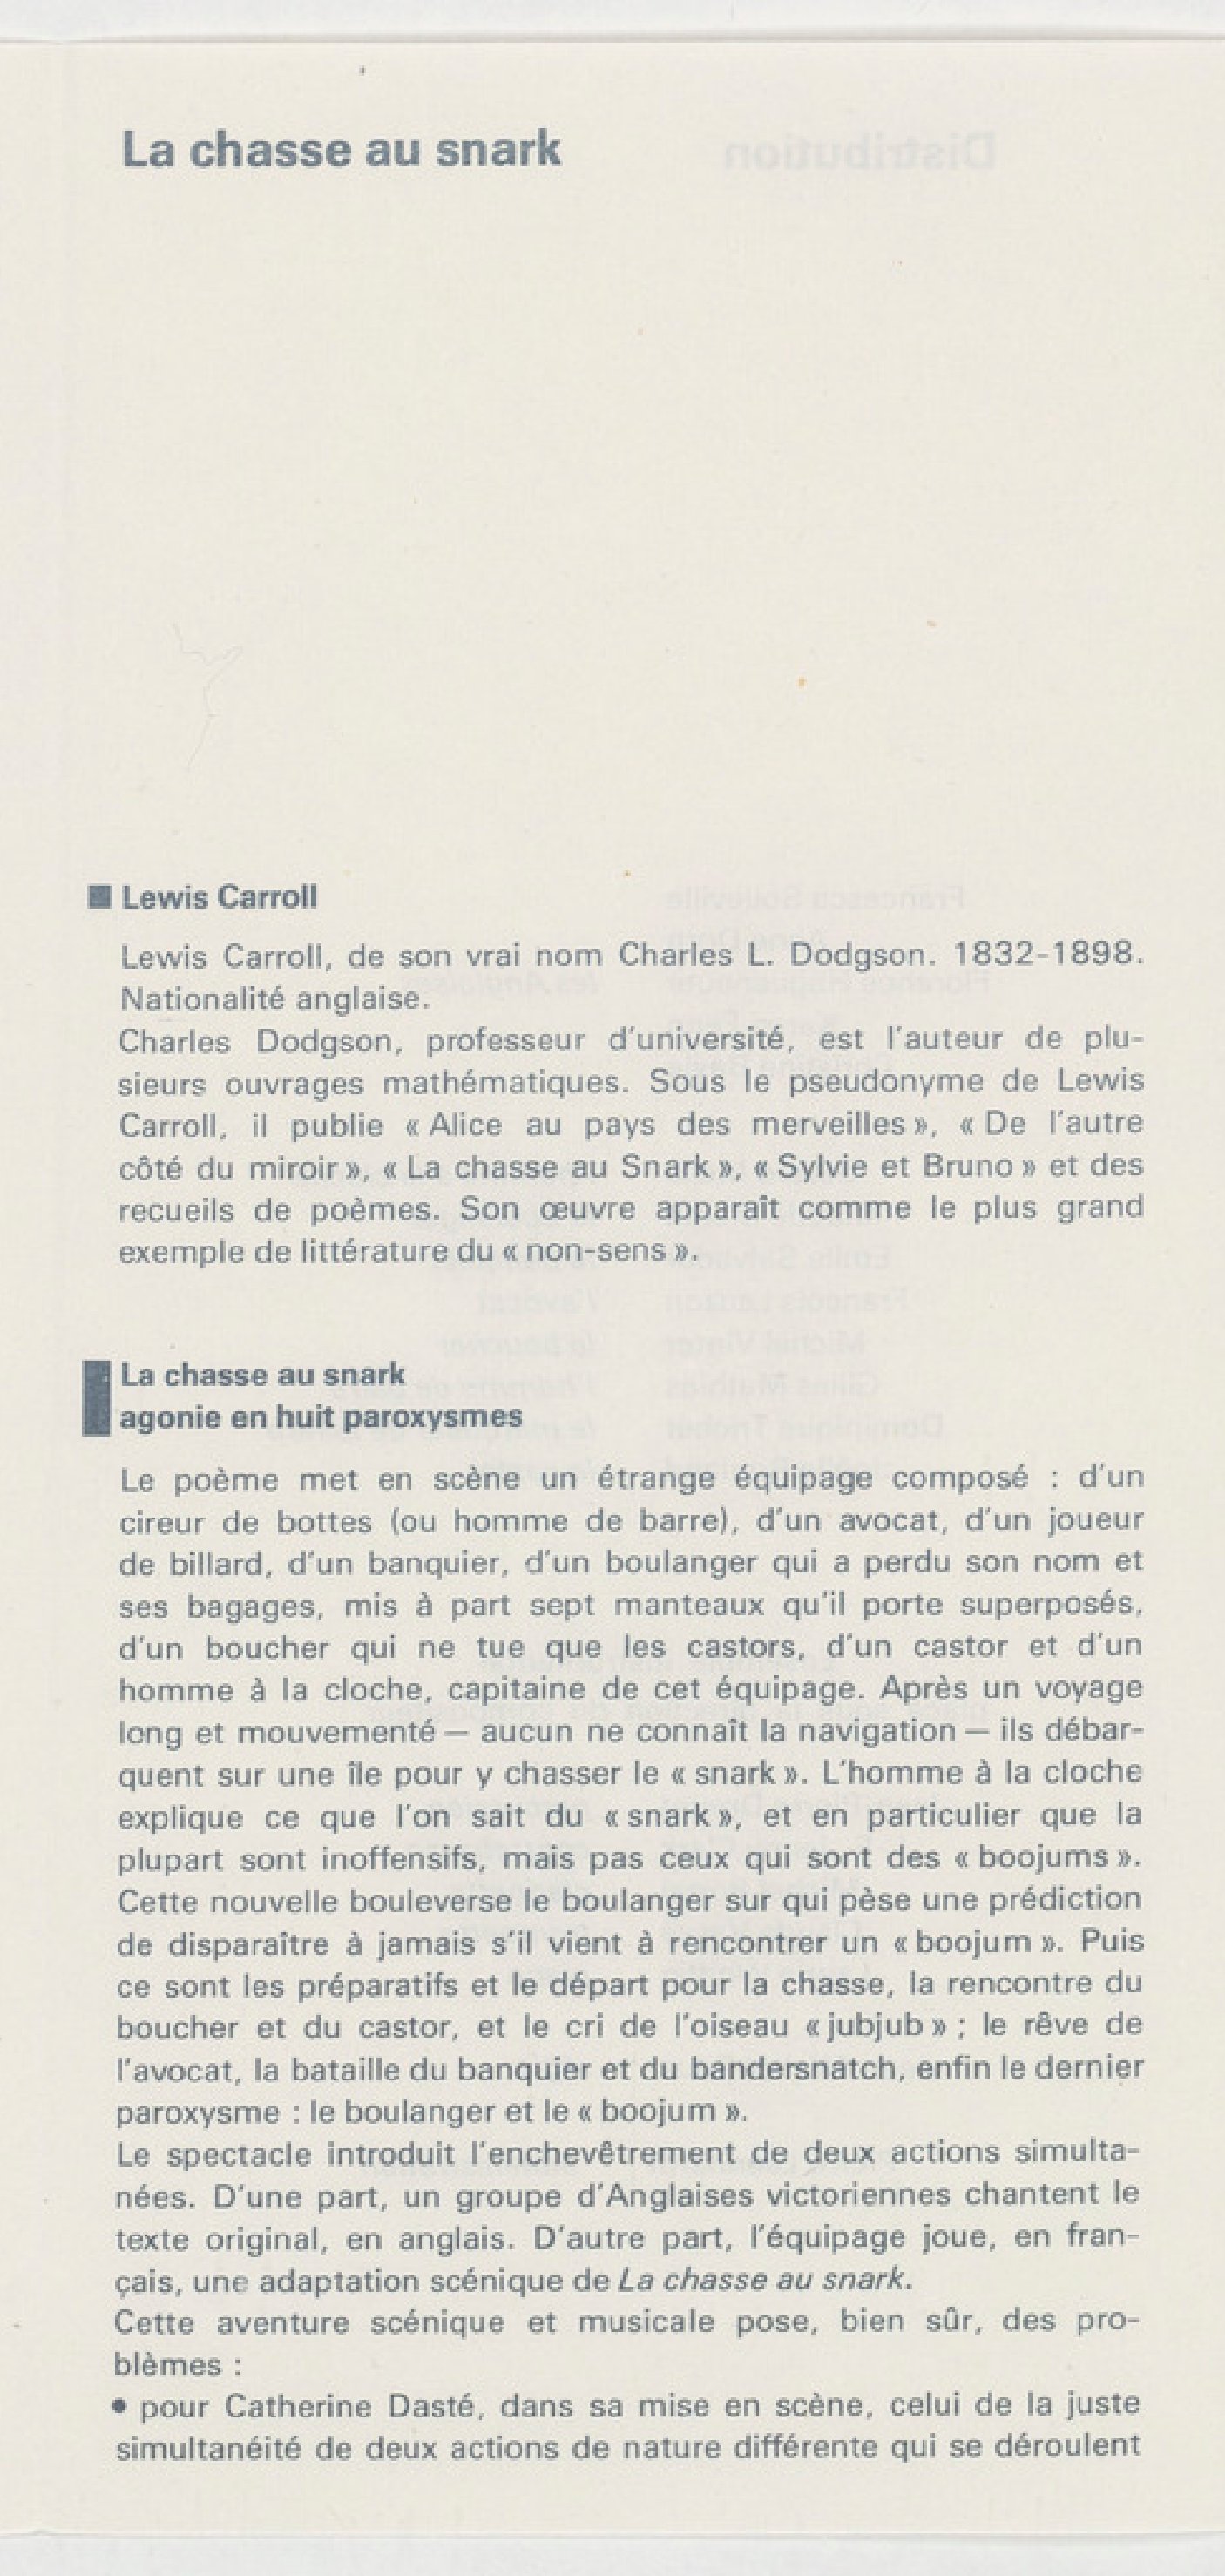 La chasse au snark
Distribution
Lewis Carroll
Lewis Carroll, de son vrai nom Charles L. Dodgson. 1832-1898.
Nationalité anglaise.
Charles Dodgson, professeur d'université, est l'auteur de plu-
sieurs ouvrages mathématiques. Sous le pseudonyme de Lewis
Carroll, il publie « Alice au pays des merveilles », « De l'autre
côté du miroir », « La chasse au Snark », « Sylvie et Bruno » et des
recueils de poèmes. Son œuvre apparaît comme le plus grand
exemple de littérature du « non-sens ».
La chasse au snark
agonie en huit paroxysmes
Le poème met en scène un étrange équipage composé : d'un
cireur de bottes (ou homme de barre), d'un avocat, d'un joueur
de billard, d'un banquier, d'un boulanger qui a perdu son nom et
ses bagages, mis à part sept manteaux qu'il porte superposés,
d'un boucher qui ne tue que les castors, d'un castor et d'un
homme à la cloche, capitaine de cet équipage. Après un voyage
long et mouvementé — aucun ne connaît la navigation — ils débar-
quent sur une île pour y chasser le « snark ». L'homme à la cloche
explique ce que l'on sait du « snark », et en particulier que la
plupart sont inoffensifs, mais pas ceux qui sont des « boojums ».
Cette nouvelle bouleverse le boulanger sur qui pèse une prédiction
de disparaître à jamais s'il vient à rencontrer un « boojum ». Puis
ce sont les préparatifs et le départ pour la chasse, la rencontre du
boucher et du castor, et le cri de l'oiseau « jubjub » ; le rêve de
l'avocat, la bataille du banquier et du bandersnatch, enfin le dernier
paroxysme : le boulanger et le « boojum ».
Le spectacle introduit l'enchevêtrement de deux actions simulta-
nées. D'une part, un groupe d'Anglaises victoriennes chantent le
texte original, en anglais. D'autre part, l'équipage joue, en fran-
çais, une adaptation scénique de La chasse au snark.
Cette aventure scénique et musicale pose, bien sûr, des pro-
blèmes :
• pour Catherine Dasté, dans sa mise en scène, celui de la juste
simultanéité de deux actions de nature différente qui se déroulent